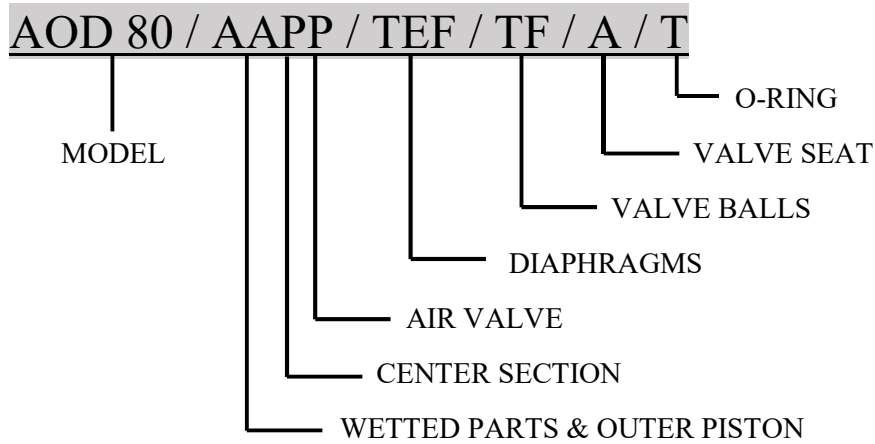 AOD 80 / AAPP / TEF / TF / A / T
O-RING
MODEL
VALVE SEAT
VALVE BALLS
DIAPHRAGMS
AIR VALVE
CENTER SECTION
WETTED PARTS & OUTER PISTON